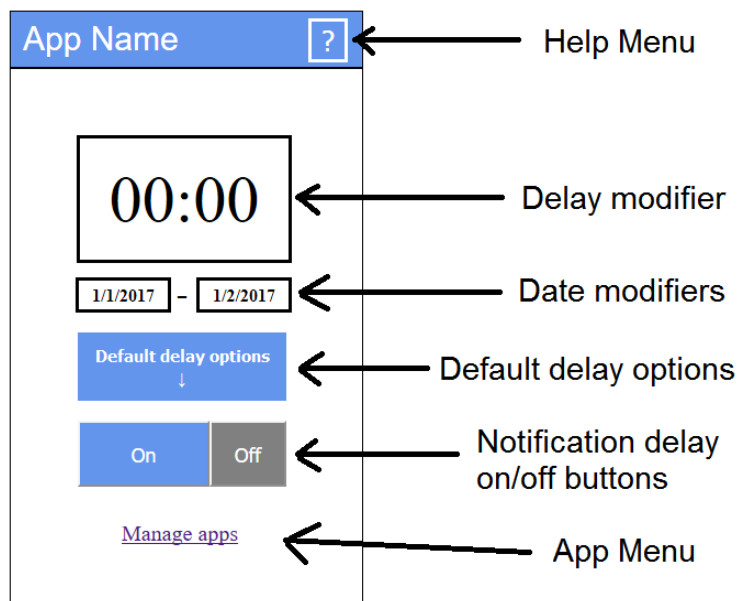 App Name
?
Help Menu
00:00
Delay modifier
1/1/2017 – 1/2/2017
Date modifiers
Default delay options
↓
Default delay options
On Off
Notification delay
on/off buttons
Manage apps
App Menu